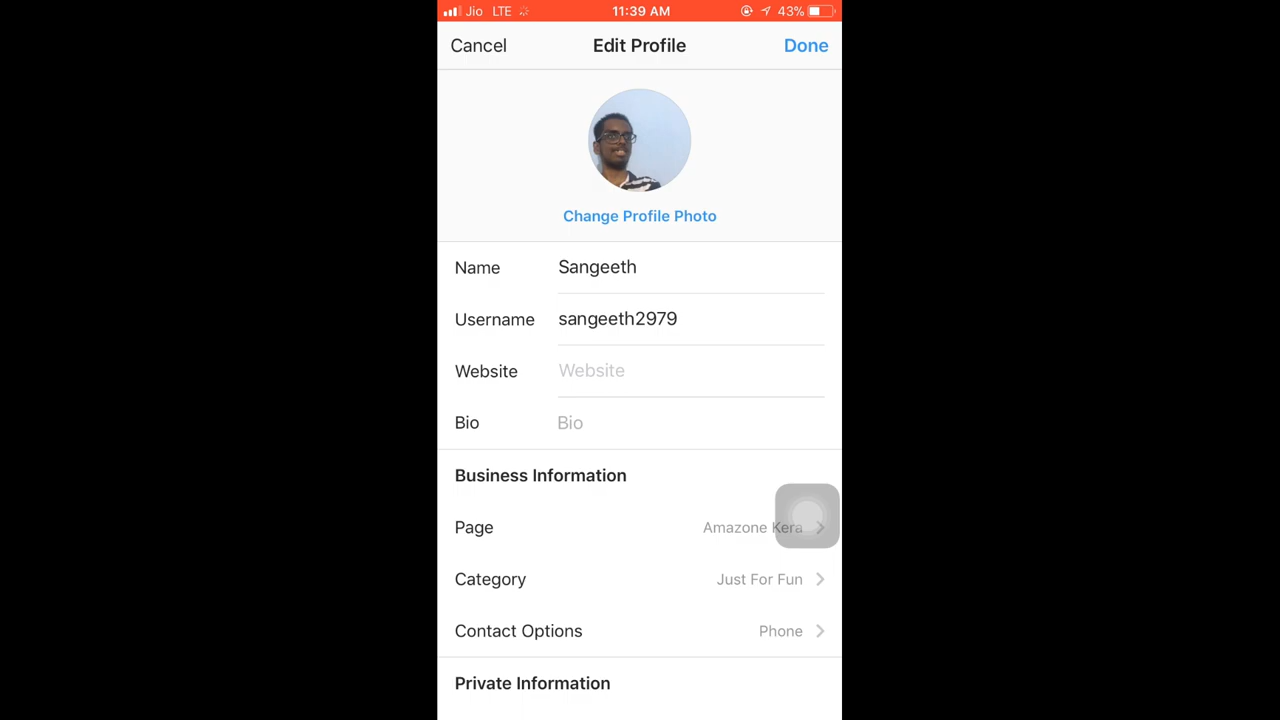 Jio LTE 11:39 AM 43%
Cancel Edit Profile Done
Change Profile Photo
Name Sangeeth
Username sangeeth2979
Website Website
Bio Bio
Business Information
Page Amazone Kera
Category Just For Fun
Contact Options Phone
Private Information